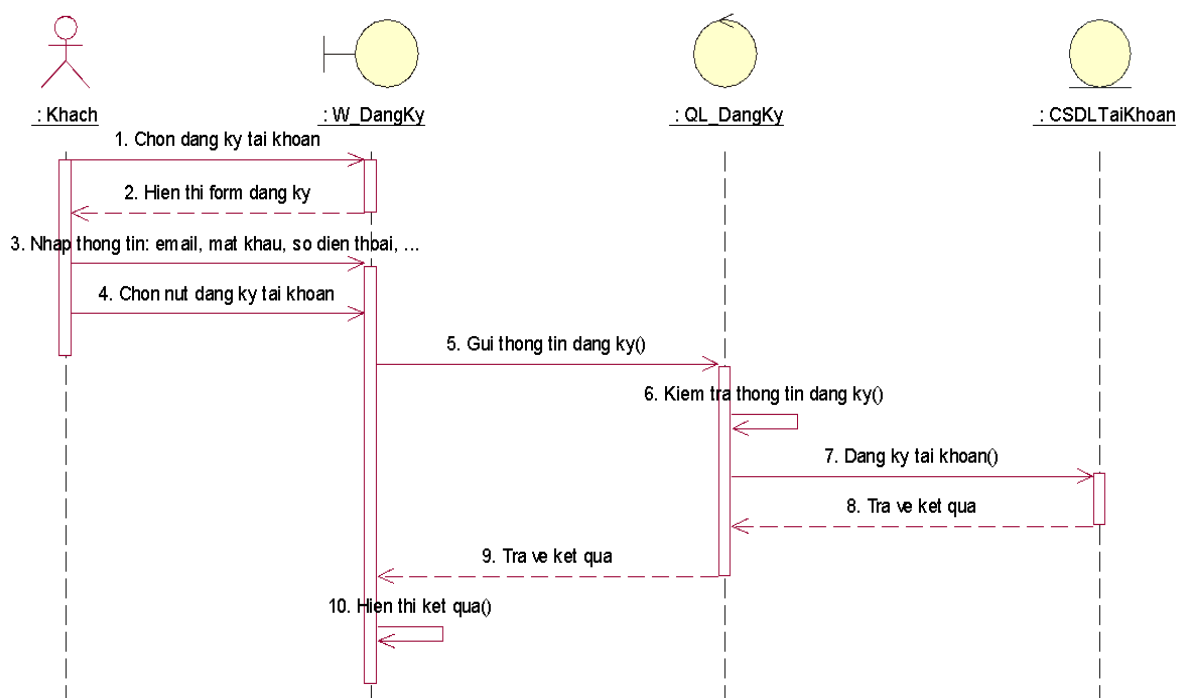 : Khach
: W_DangKy
: QL_DangKy
: CSDLTaiKhoan
1. Chon dang ky tai khoan
2. Hien thi form dang ky
3. Nhap thong tin: email, mat khau, so dien thoai, ...
4. Chon nut dang ky tai khoan
5. Gui thong tin dang ky()
6. Kiem tra thong tin dang ky()
7. Dang ky tai khoan()
8. Tra ve ket qua
9. Tra ve ket qua
10. Hien thi ket qua()